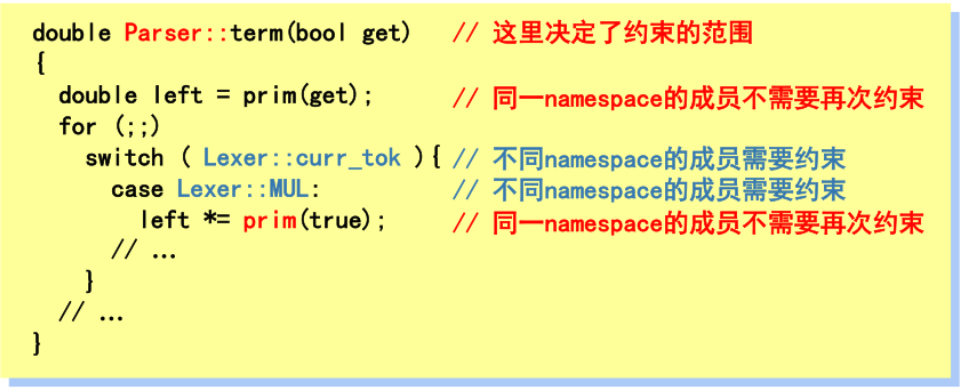 double Parser::term(bool get) // 这里决定了约束的范围
{
double left = prim(get); // 同一namespace的成员不需要再次约束
for (;;)
switch ( Lexer::curr_tok ){ // 不同namespace的成员需要约束
case Lexer::MUL: // 不同namespace的成员需要约束
left *= prim(true); // 同一namespace的成员不需要再次约束
// …
}
// …
}